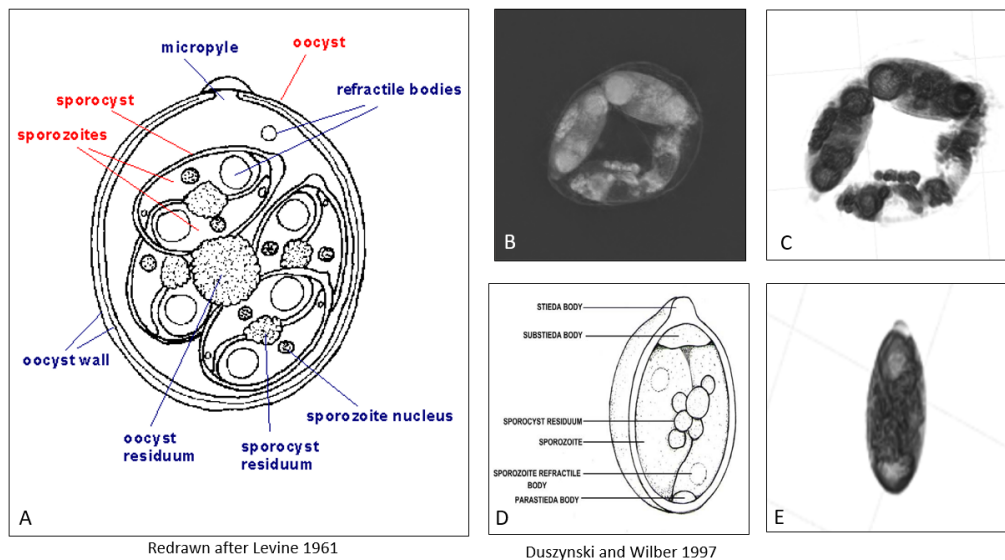 micropyle
oocyst
refractile bodies
sporocyst
sporozoites
oocyst wall
sporozoite nucleus
oocyst
residuum
sporocyst
residuum
A
Redrawn after Levine 1961
B
C
STIEDA BODY
SUBSTIEDA BODY
SPOROCYST RESIDUUM
SPOROZOITE
SPOROZOITE REFRACTILE
BODY
PARASTIEDA BODY
D
Duszynski and Wilber 1997
E